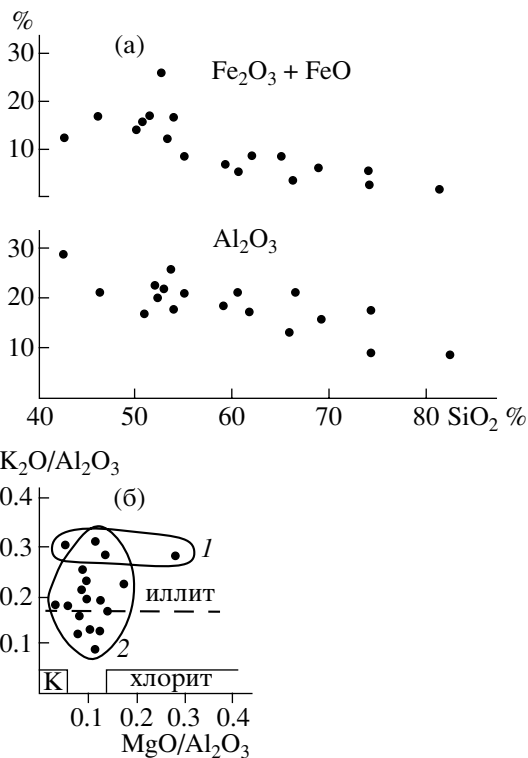 % (а)
30 Fe₂O₃ + FeO
20
10
Al₂O₃
30
20
10
40 50 60 70 80 SiO₂ %
K₂O/Al₂O₃
0.4 (б)
1
0.3
иллит
0.2
0.1 2
К хлорит
0.1 0.2 0.3 0.4
MgO/Al₂O₃